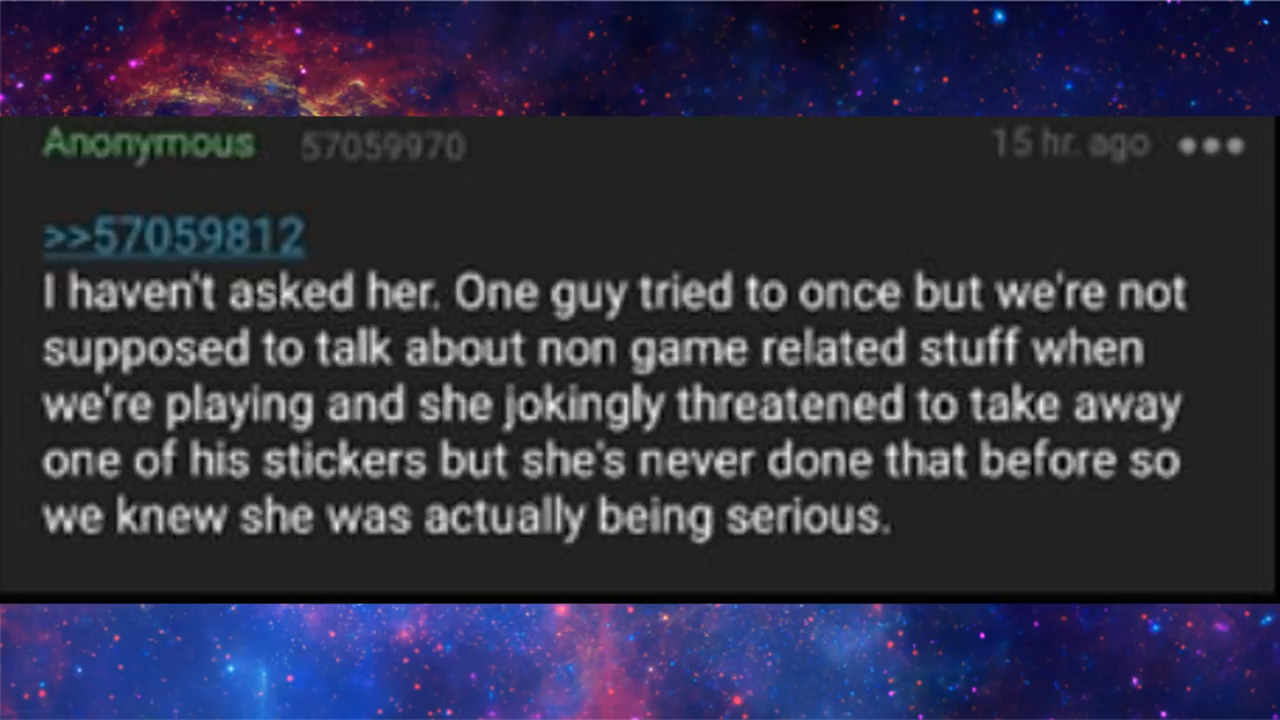 Anonymous 57059970 15 hr. ago
>>57059812
I haven't asked her. One guy tried to once but we're not
supposed to talk about non game related stuff when
we're playing and she jokingly threatened to take away
one of his stickers but she's never done that before so
we knew she was actually being serious.